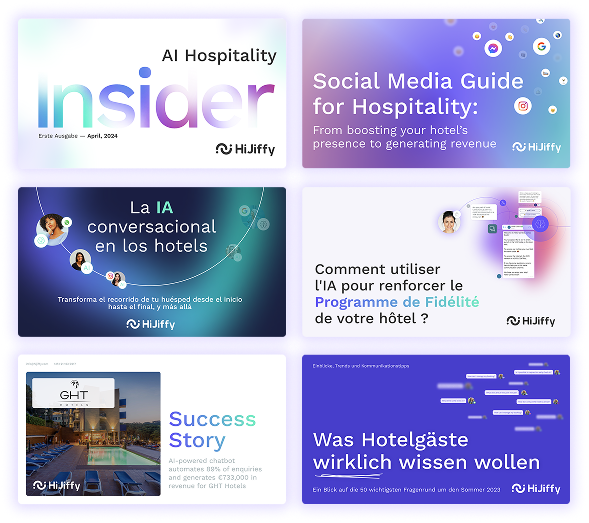 AI Hospitality
Insider
Erste Ausgabe — April, 2024
HiJiffy
Social Media Guide
for Hospitality:
From boosting your hotel's
presence to generating revenue
HiJiffy
La IA
conversacional
en los hotels
Transforma el recorrido de tu huésped desde el inicio
hasta el final, y más allá
HiJiffy
Comment utiliser
l'IA pour renforcer le
Programme de Fidélité
de votre hôtel ?
HiJiffy
GHT
HOTELS
HiJiffy
Success
Story
AI-powered chatbot
automates 89% of enquiries
and generates €733,000 in
revenue for GHT Hotels
Einblicke, Trends und Kommunikationstipps
Was Hotelgäste
wirklich wissen wollen
Ein Blick auf die 50 wichtigsten Fragen rund um den Sommer 2023
HiJiffy